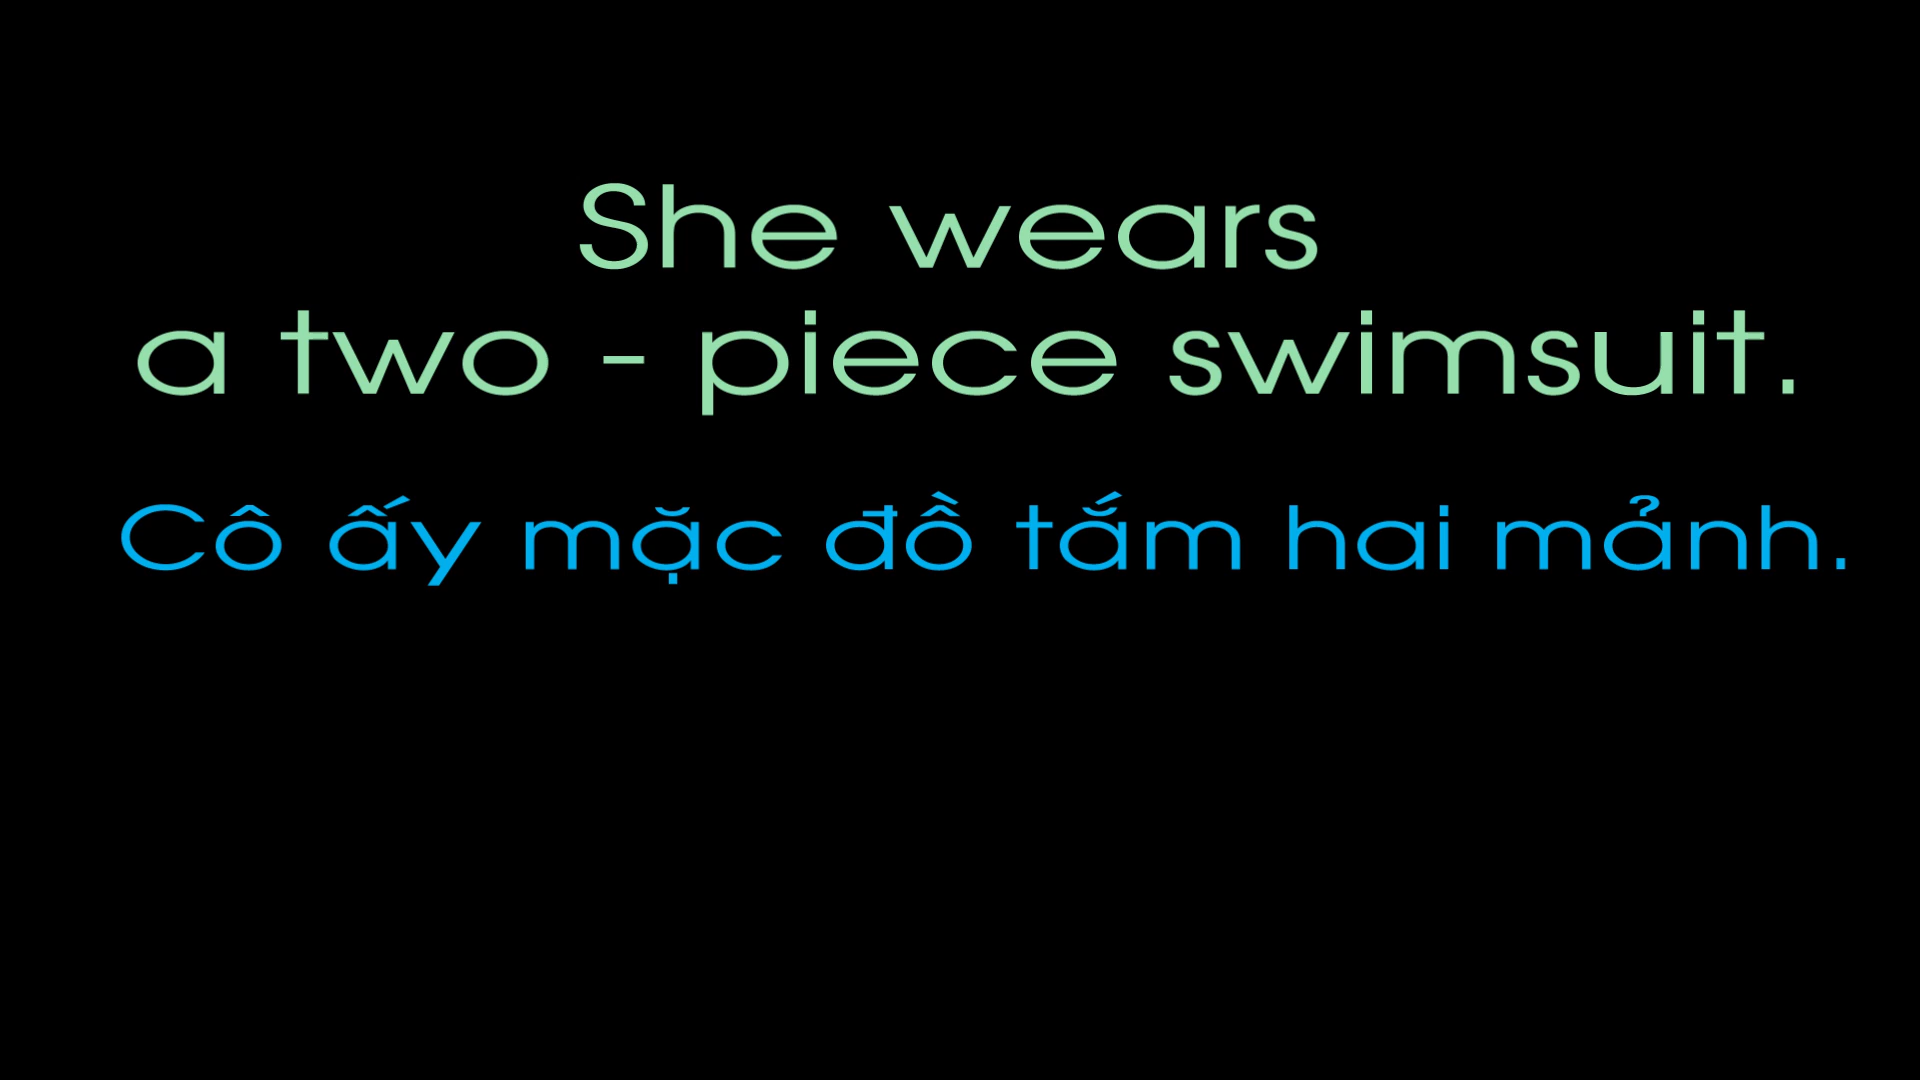 She wears
a two - piece swimsuit.
Cô ấy mặc đồ tắm hai mảnh.